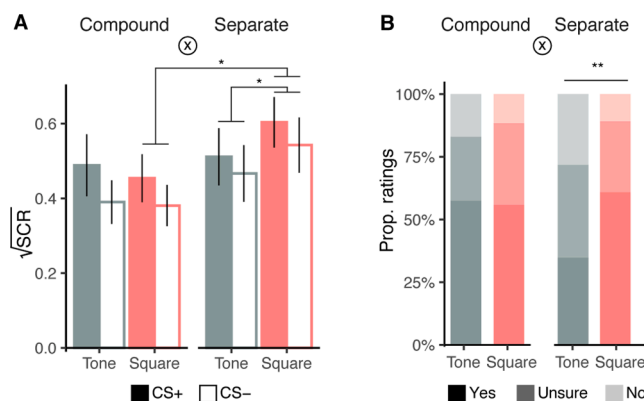 A
Compound
Separate
x
*
*
0.6
0.4
0.2
0.0
√SCR
Tone
Square
Tone
Square
CS+
CS−
B
Compound
Separate
x
**
100%
75%
50%
25%
0%
Prop. ratings
Tone
Square
Tone
Square
Yes
Unsure
No